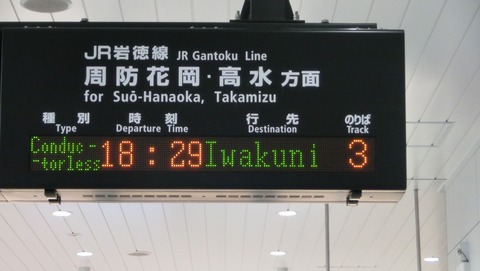 JR岩徳線 JR Gantoku Line
周防花岡・高水 方面
for Suō-Hanaoka, Takamizu
種別 時刻 行先 のりば
Type Departure Time Destination Track
Conduc-
-torless 18:29 Iwakuni 3